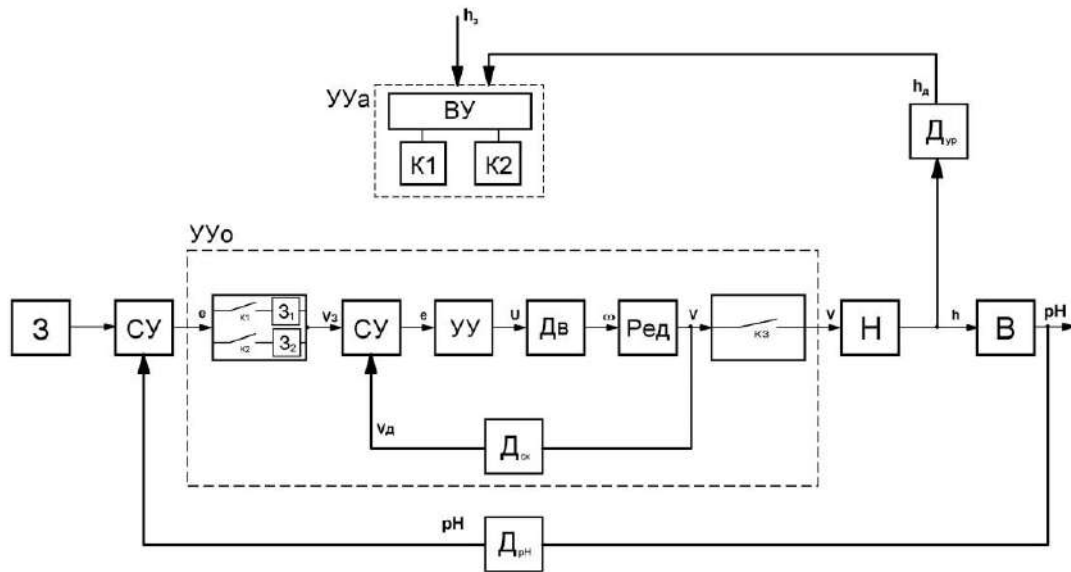 hз
УУа
ВУ
К1
К2
hд
Дур
УУо
З
СУ
е
К1
З1
К2
З2
Vз
СУ
е
УУ
U
Дв
ω
Ред
V
К3
V
Н
h
В
pH
Vд
Дск
pH
ДpH